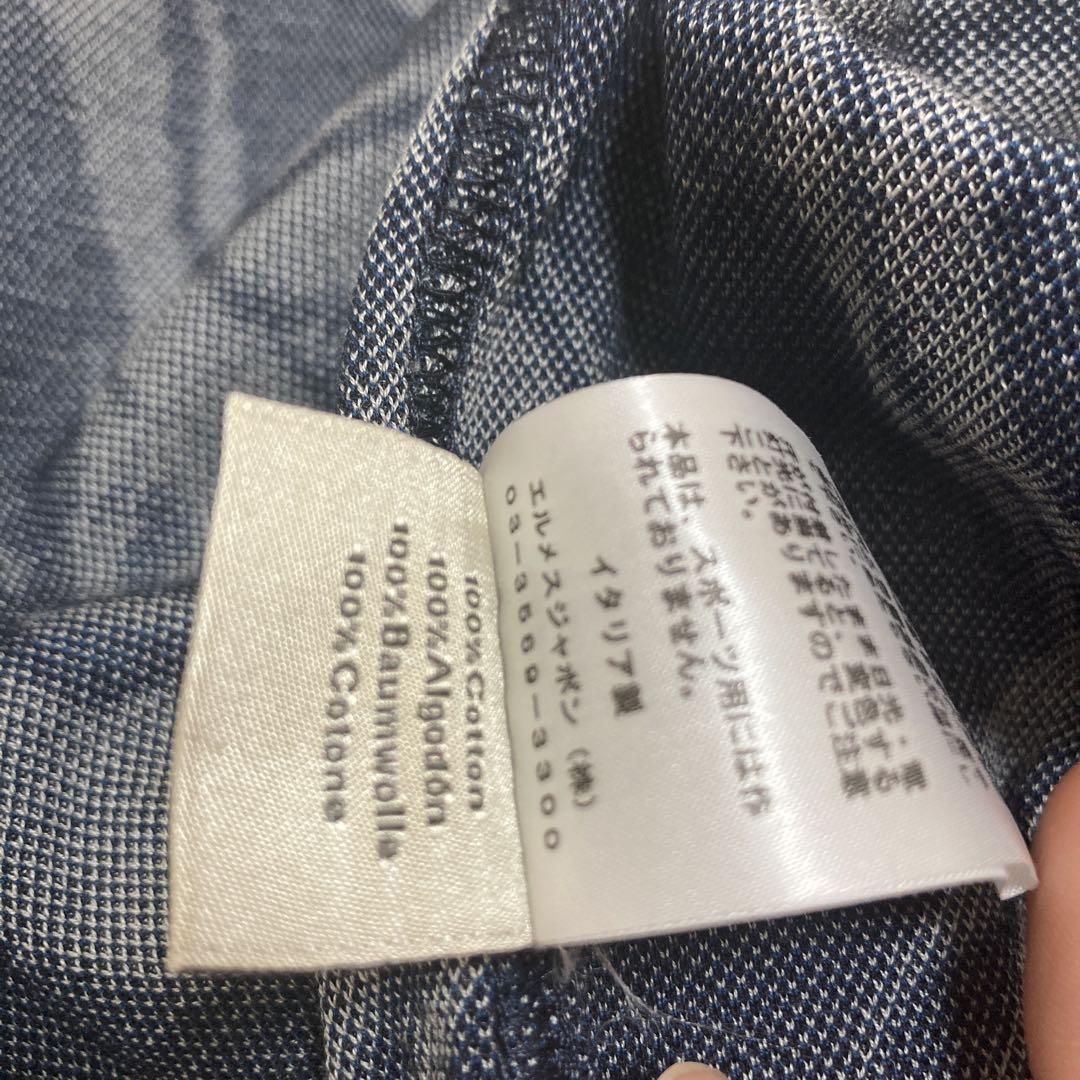 100% Cotton
100% Algodón
100% Baumwolle
100% Cotone
こと が あ り ま す の で ご 注 意
下さい。
本品は、スポーツ用には作
られておりません。
イタリア製
エルメスジャポン (株)
03-3569-3300